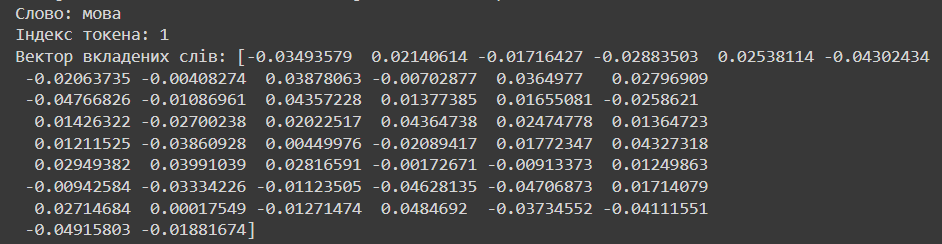 Слово: мова
Індекс токена: 1
Вектор вкладених слів: [-0.03493579  0.02140614 -0.01716427 -0.02883503  0.02538114 -0.04302434
 -0.02063735 -0.00408274  0.03878063 -0.00702877  0.0364977   0.02796909
 -0.04766826 -0.01086961  0.04357228  0.01377385  0.01655081 -0.0258621
  0.01426322 -0.02700238  0.02022517  0.04364738  0.02474778  0.01364723
  0.01211525 -0.03860928  0.00449976 -0.02089417  0.01772347  0.04327318
  0.02949382  0.03991039  0.02816591 -0.00172671 -0.00913373  0.01249863
 -0.00942584 -0.03334226 -0.01123505 -0.04628135 -0.04706873  0.01714079
  0.02714684  0.00017549 -0.01271474  0.0484692  -0.03734552 -0.04111551
 -0.04915803 -0.01881674]